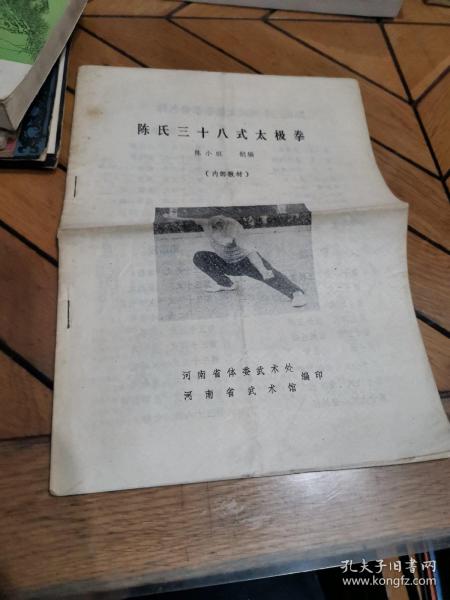 陈氏三十八式太极拳
陈小旺 创编
（内部教材）
河南省体委武术处
河南省武术馆
编印
孔夫子旧书网
www.kongfz.com